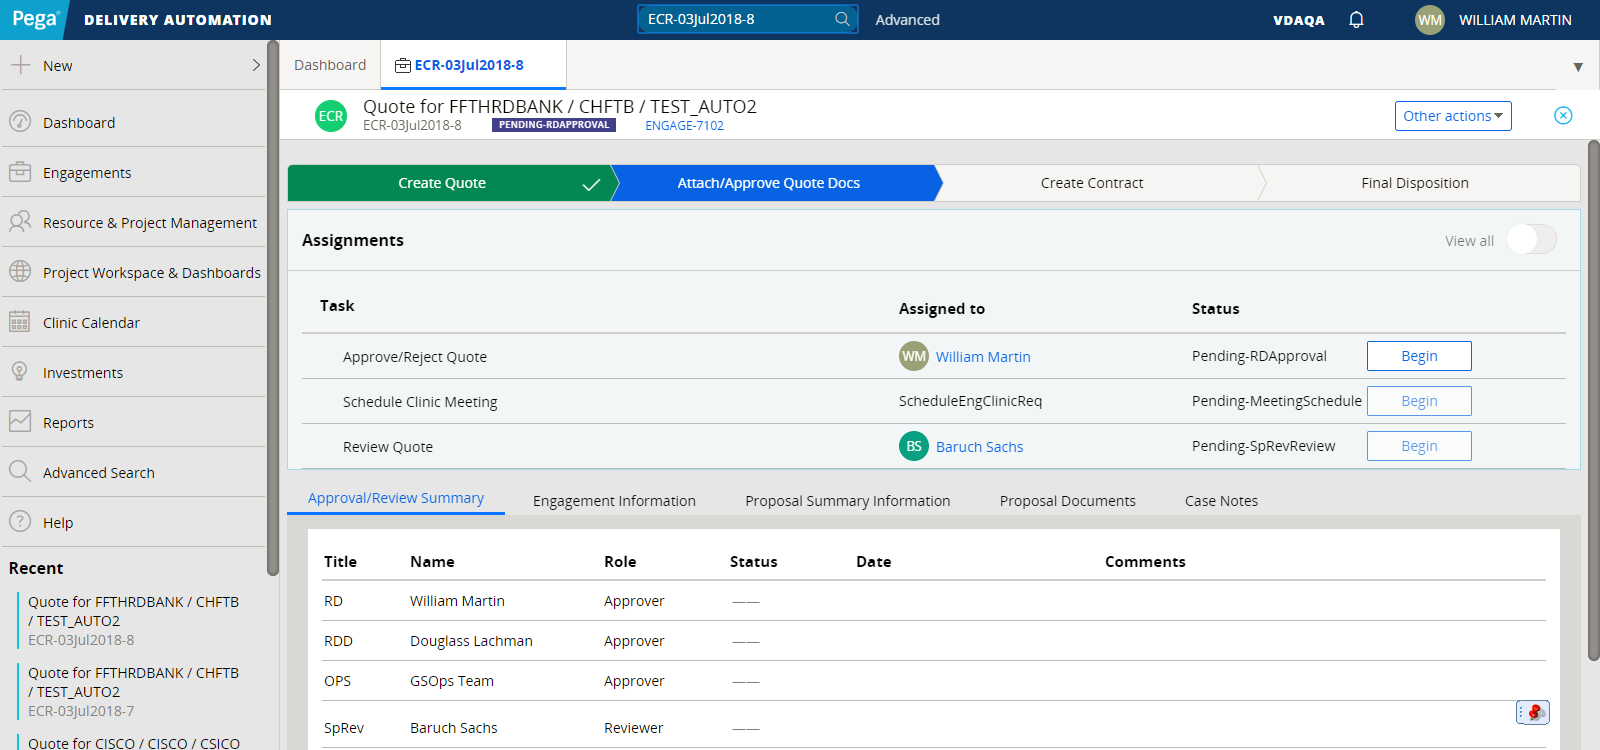 Pega DELIVERY AUTOMATION ECR-03Jul2018-8 Advanced VDAQA WM WILLIAM MARTIN
New
Dashboard
Engagements
Resource & Project Management
Project Workspace & Dashboards
Clinic Calendar
Investments
Reports
Advanced Search
Help
Recent
Quote for FFTHRDBANK / CHFTB
/ TEST_AUTO2
ECR-03Jul2018-8
Quote for FFTHRDBANK / CHFTB
/ TEST_AUTO2
ECR-03Jul2018-7
Quote for CISCO / CISCO / CSICO
Dashboard ECR-03Jul2018-8
ECR Quote for FFTHRDBANK / CHFTB / TEST_AUTO2
ECR-03Jul2018-8 PENDING-RDAPPROVAL ENGAGE-7102
Other actions
Create Quote Attach/Approve Quote Docs Create Contract Final Disposition
Assignments View all
Task Assigned to Status
Approve/Reject Quote WM William Martin Pending-RDApproval Begin
Schedule Clinic Meeting ScheduleEngClinicReq Pending-MeetingSchedule Begin
Review Quote BS Baruch Sachs Pending-SpRevReview Begin
Approval/Review Summary Engagement Information Proposal Summary Information Proposal Documents Case Notes
Title Name Role Status Date Comments
RD William Martin Approver ——
RDD Douglass Lachman Approver ——
OPS GSOps Team Approver ——
SpRev Baruch Sachs Reviewer ——